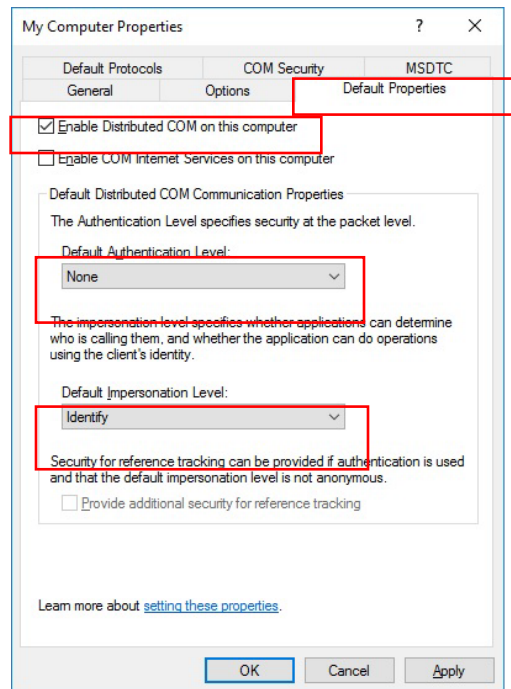 My Computer Properties ?
Default Protocols COM Security MSDTC
General Options Default Properties
Enable Distributed COM on this computer
Enable COM Internet Services on this computer
Default Distributed COM Communication Properties
The Authentication Level specifies security at the packet level.
Default Authentication Level:
None
The impersonation level specifies whether applications can determine
who is calling them, and whether the application can do operations
using the client's identity.
Default Impersonation Level:
Identify
Security for reference tracking can be provided if authentication is used
and that the default impersonation level is not anonymous.
Provide additional security for reference tracking
Learn more about setting these properties.
OK Cancel Apply